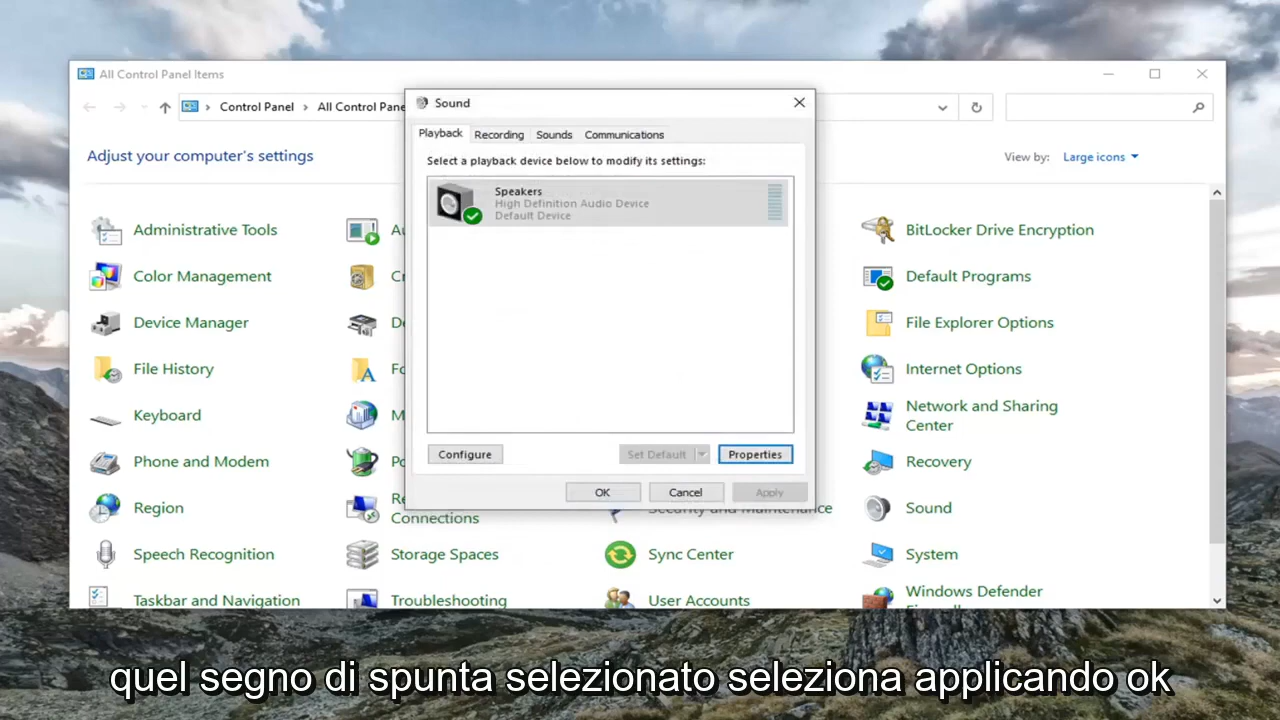 All Control Panel Items
Control Panel > All Control Pane
Sound
Playback Recording Sounds Communications
Select a playback device below to modify its settings:
Speakers
High Definition Audio Device
Default Device
Configure Set Default Properties
OK Cancel Apply
Adjust your computer's settings
View by: Large icons
Administrative Tools
BitLocker Drive Encryption
Color Management
Default Programs
Device Manager
File Explorer Options
File History
Internet Options
Keyboard
Network and Sharing
Center
Phone and Modem
Recovery
Region
Connections
Security and Maintenance
Sound
Speech Recognition
Storage Spaces
Sync Center
System
Taskbar and Navigation
Troubleshooting
User Accounts
Windows Defender
quel segno di spunta selezionato seleziona applicando ok